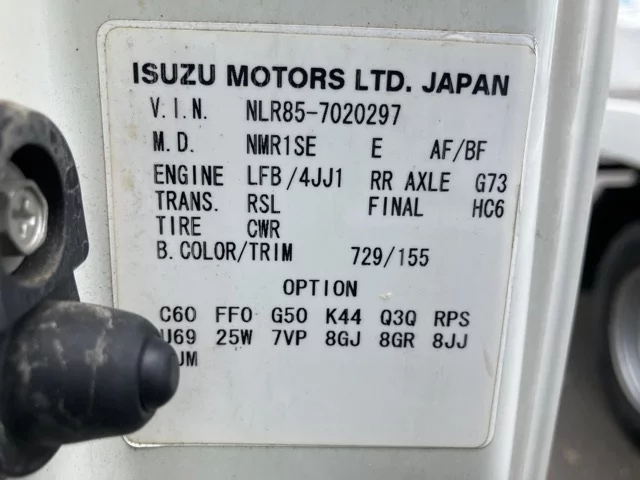 ISUZU MOTORS LTD. JAPAN
V.I.N. NLR85-7020297
M.D. NMR1SE E AF/BF
ENGINE LFB/4JJ1 RR AXLE G73
TRANS. RSL FINAL HC6
TIRE CWR
B.COLOR/TRIM 729/155
OPTION
C60 FF0 G50 K44 Q3Q RPS
25W 7VP 8GJ 8GR 8JJ